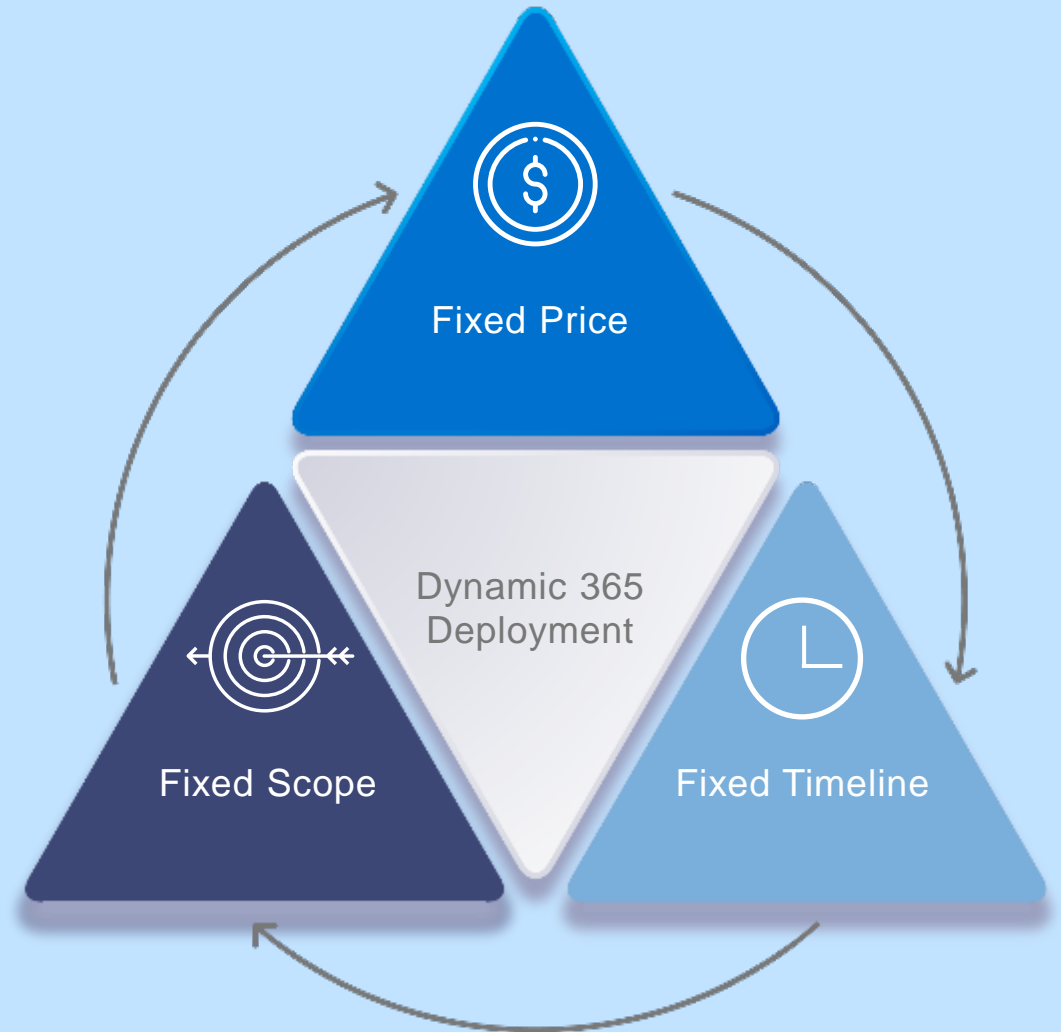 $
Fixed Price
Dynamic 365
Deployment
Fixed Scope
Fixed Timeline